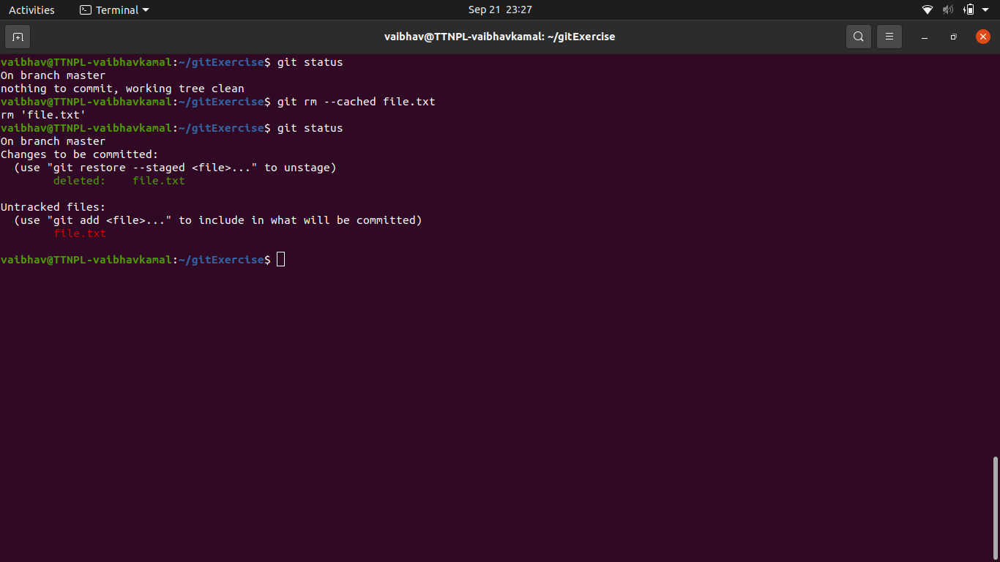 Activities Terminal Sep 21 23:27
vaibhav@TTNPL-vaibhavkamal: ~/gitExercise
vaibhav@TTNPL-vaibhavkamal:~/gitExercise$ git status
On branch master
nothing to commit, working tree clean
vaibhav@TTNPL-vaibhavkamal:~/gitExercise$ git rm --cached file.txt
rm 'file.txt'
vaibhav@TTNPL-vaibhavkamal:~/gitExercise$ git status
On branch master
Changes to be committed:
  (use "git restore --staged <file>..." to unstage)
        deleted:    file.txt

Untracked files:
  (use "git add <file>..." to include in what will be committed)
        file.txt

vaibhav@TTNPL-vaibhavkamal:~/gitExercise$